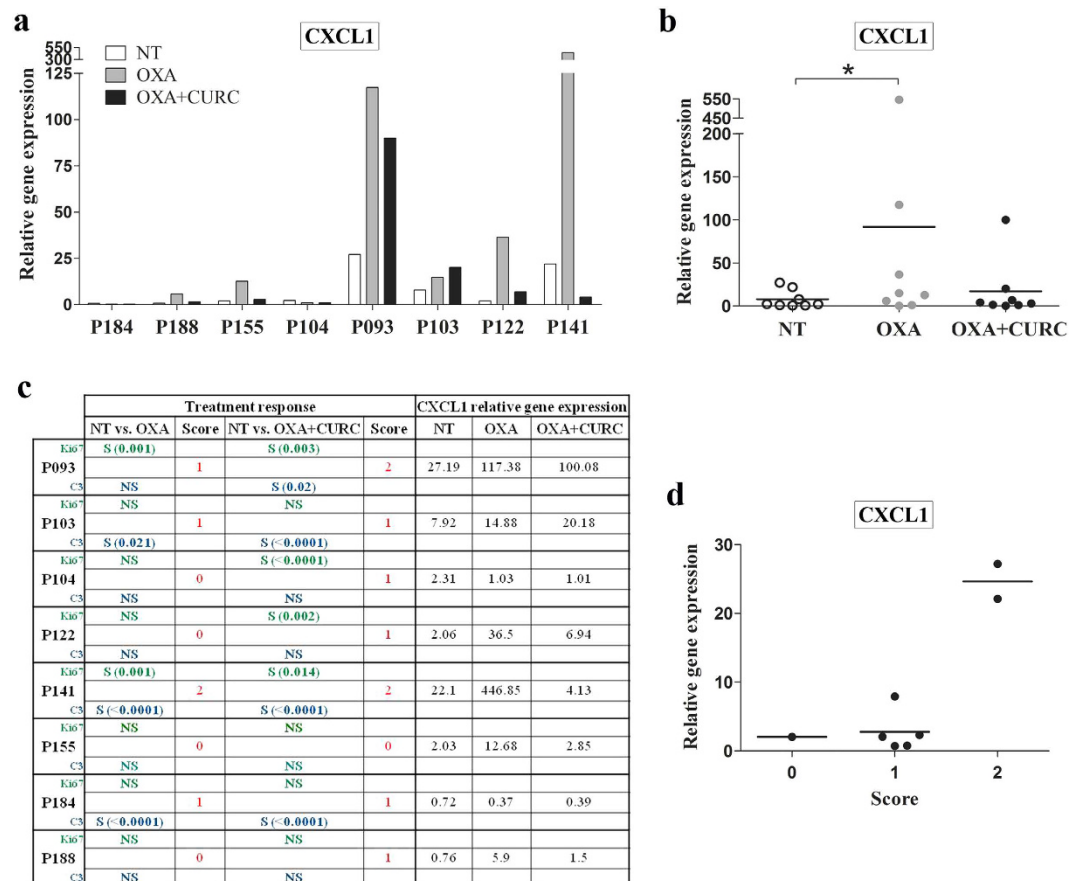 a
CXCL1
NT
OXA
OXA+CURC
Relative gene expression
550
300
125
100
75
50
25
0
P184 P188 P155 P104 P093 P103 P122 P141
b
CXCL1
*
Relative gene expression
550
450
200
150
100
50
0
NT OXA OXA+CURC
c
Treatment response CXCL1 relative gene expression
NT vs. OXA Score NT vs. OXA+CURC Score NT OXA OXA+CURC
Ki67 S (0.001) S (0.003)
P093 1 2 27.19 117.38 100.08
C3 NS S (0.02)
Ki67 NS NS
P103 1 1 7.92 14.88 20.18
C3 S (0.021) S (<0.0001)
Ki67 NS S (<0.0001)
P104 0 1 2.31 1.03 1.01
C3 NS NS
Ki67 NS S (0.002)
P122 0 1 2.06 36.5 6.94
C3 NS NS
Ki67 S (0.001) S (0.014)
P141 2 2 22.1 446.85 4.13
C3 S (<0.0001) S (<0.0001)
Ki67 NS NS
P155 0 0 2.03 12.68 2.85
C3 NS NS
Ki67 NS NS
P184 1 1 0.72 0.37 0.39
C3 S (<0.0001) S (<0.0001)
Ki67 NS NS
P188 0 1 0.76 5.9 1.5
C3 NS NS
d
CXCL1
Relative gene expression
30
20
10
0
0 1 2
Score